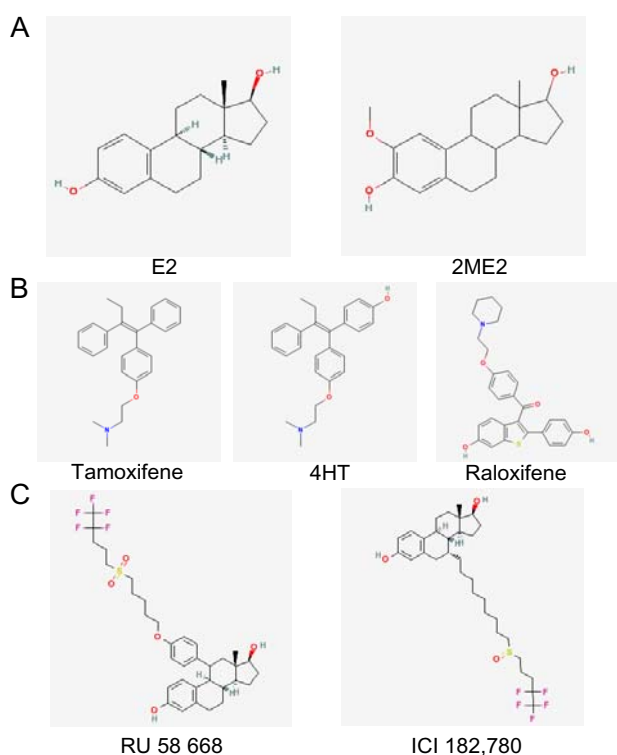 A
E2 2ME2
B
Tamoxifene 4HT Raloxifene
C
RU 58 668 ICI 182,780